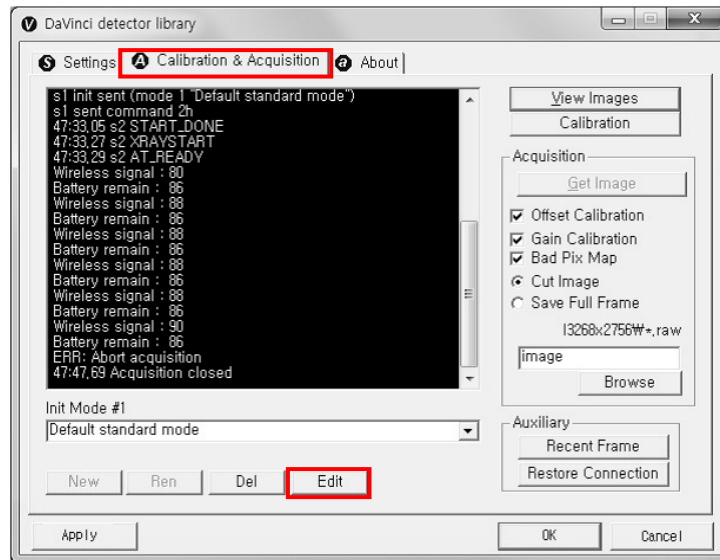 DaVinci detector library
Settings
Calibration & Acquisition
About
s1 init sent (mode 1 "Default standard mode")
s1 sent command 2h
47:33,05 s2 START_DONE
47:33,27 s2 XRAYSTART
47:33,29 s2 AT_READY
Wireless signal : 80
Battery remain : 86
Wireless signal : 88
Battery remain : 86
Wireless signal : 88
Battery remain : 86
Wireless signal : 88
Battery remain : 86
Wireless signal : 88
Battery remain : 86
Wireless signal : 90
Battery remain : 86
ERR: Abort acquisition
47:47,69 Acquisition closed
Init Mode #1
Default standard mode
New
Ren
Del
Edit
View Images
Calibration
Acquisition
Get Image
Offset Calibration
Gain Calibration
Bad Pix Map
Cut Image
Save Full Frame
I3268x2756₩*,raw
image
Browse
Auxiliary
Recent Frame
Restore Connection
Apply
OK
Cancel